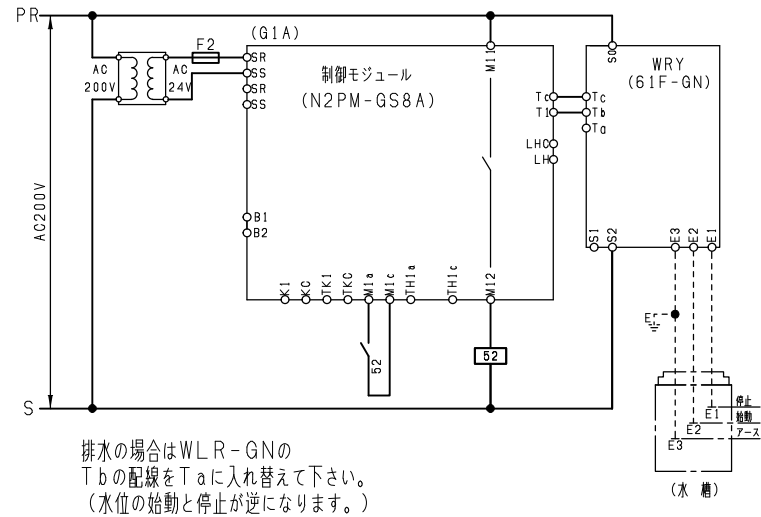 PR
(G1A)
F2
SR
SS
SR
SS
AC
200V
AC
24V
制御モジュール
(N2PM-GS8A)
M11
S0
WRY
(61F-GN)
Tc
T1
LHC
LH
Tc
Tb
Ta
AC200V
B1
B2
K1
KC
TK1
TKC
M1a
M1c
TH1a
TH1c
M12
S1
S2
E3
E2
E1
52
52
E
S
停止
E1
始動
E2
アース
E3
(水 槽)
排水の場合はWLR-GNの
Tbの配線をTaに入れ替えて下さい。
(水位の始動と停止が逆になります。)